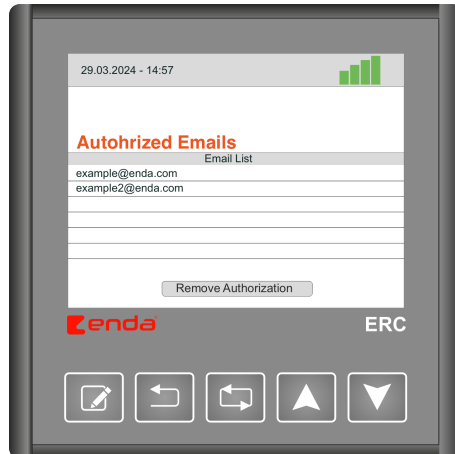 29.03.2024 - 14:57
Autohrized Emails
Email List
example@enda.com
example2@enda.com
Remove Authorization
enda
ERC